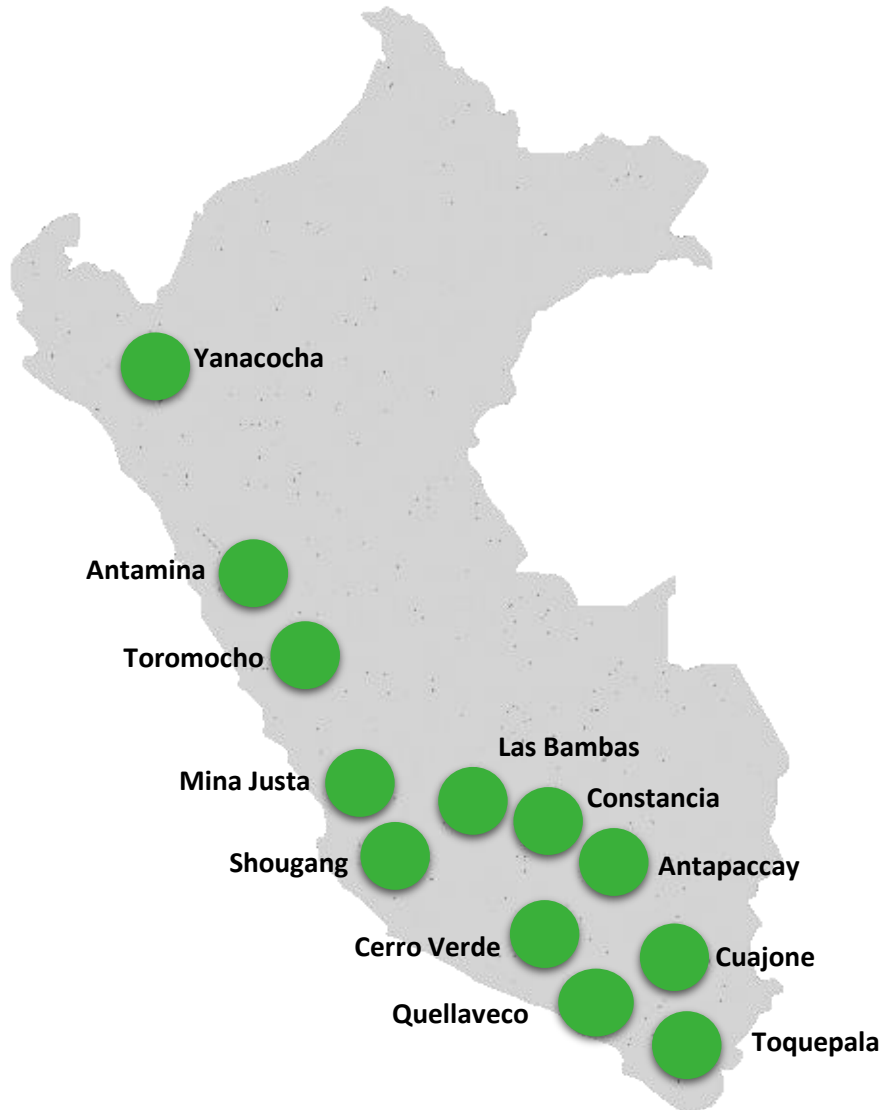 Yanacocha
Antamina
Toromocho
Las Bambas
Mina Justa
Constancia
Shougang
Antapaccay
Cerro Verde
Cuajone
Quellaveco
Toquepala